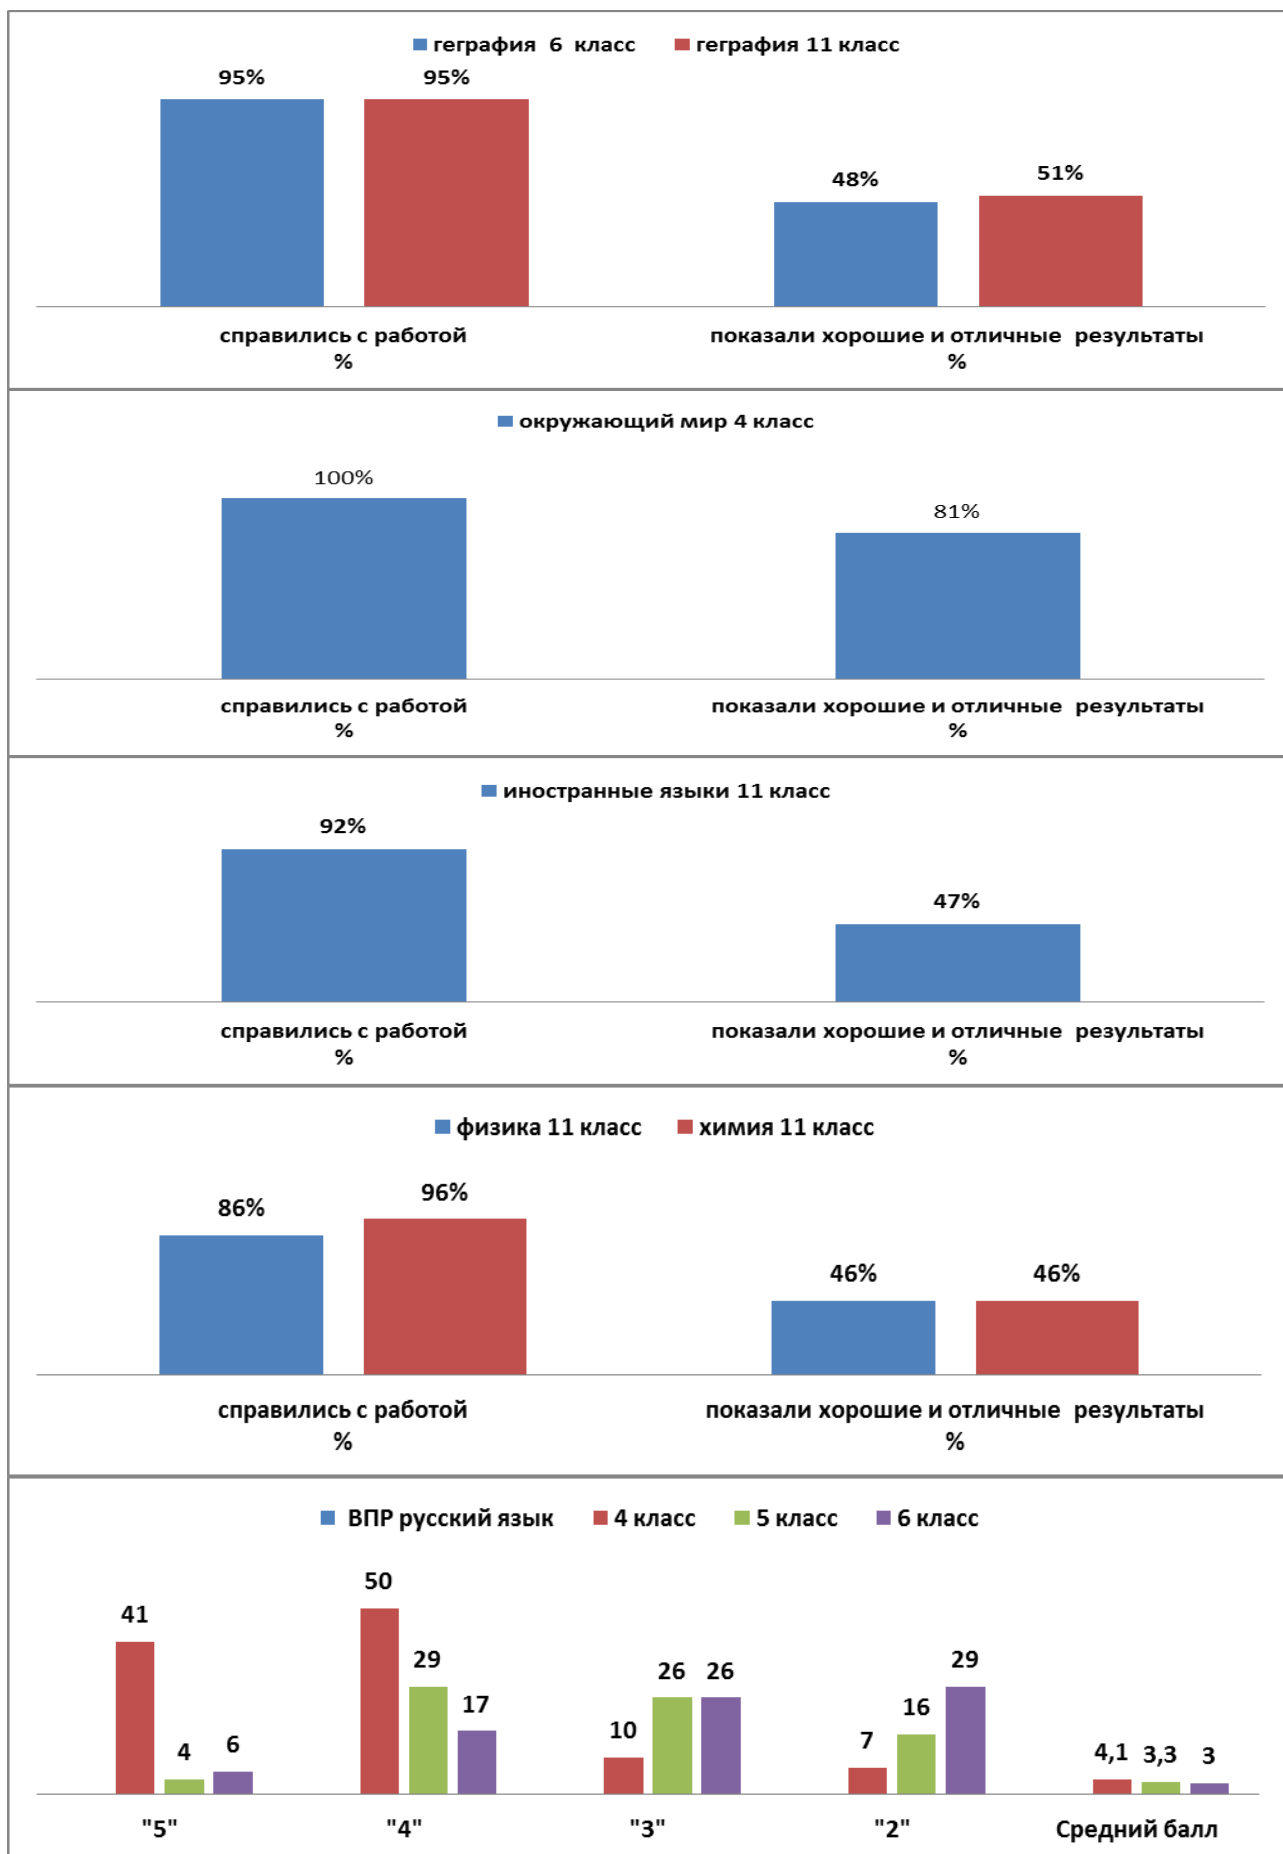 геграфия 6 класс геграфия 11 класс
95% 95%
48% 51%
справились с работой
%
показали хорошие и отличные результаты
%
окружающий мир 4 класс
100%
81%
справились с работой
%
показали хорошие и отличные результаты
%
иностранные языки 11 класс
92%
47%
справились с работой
%
показали хорошие и отличные результаты
%
физика 11 класс химия 11 класс
86% 96%
46% 46%
справились с работой
%
показали хорошие и отличные результаты
%
ВПР русский язык 4 класс 5 класс 6 класс
41 4 6
50 29 17
10 26 26
7 16 29
4,1 3,3 3
"5" "4" "3" "2" Средний балл